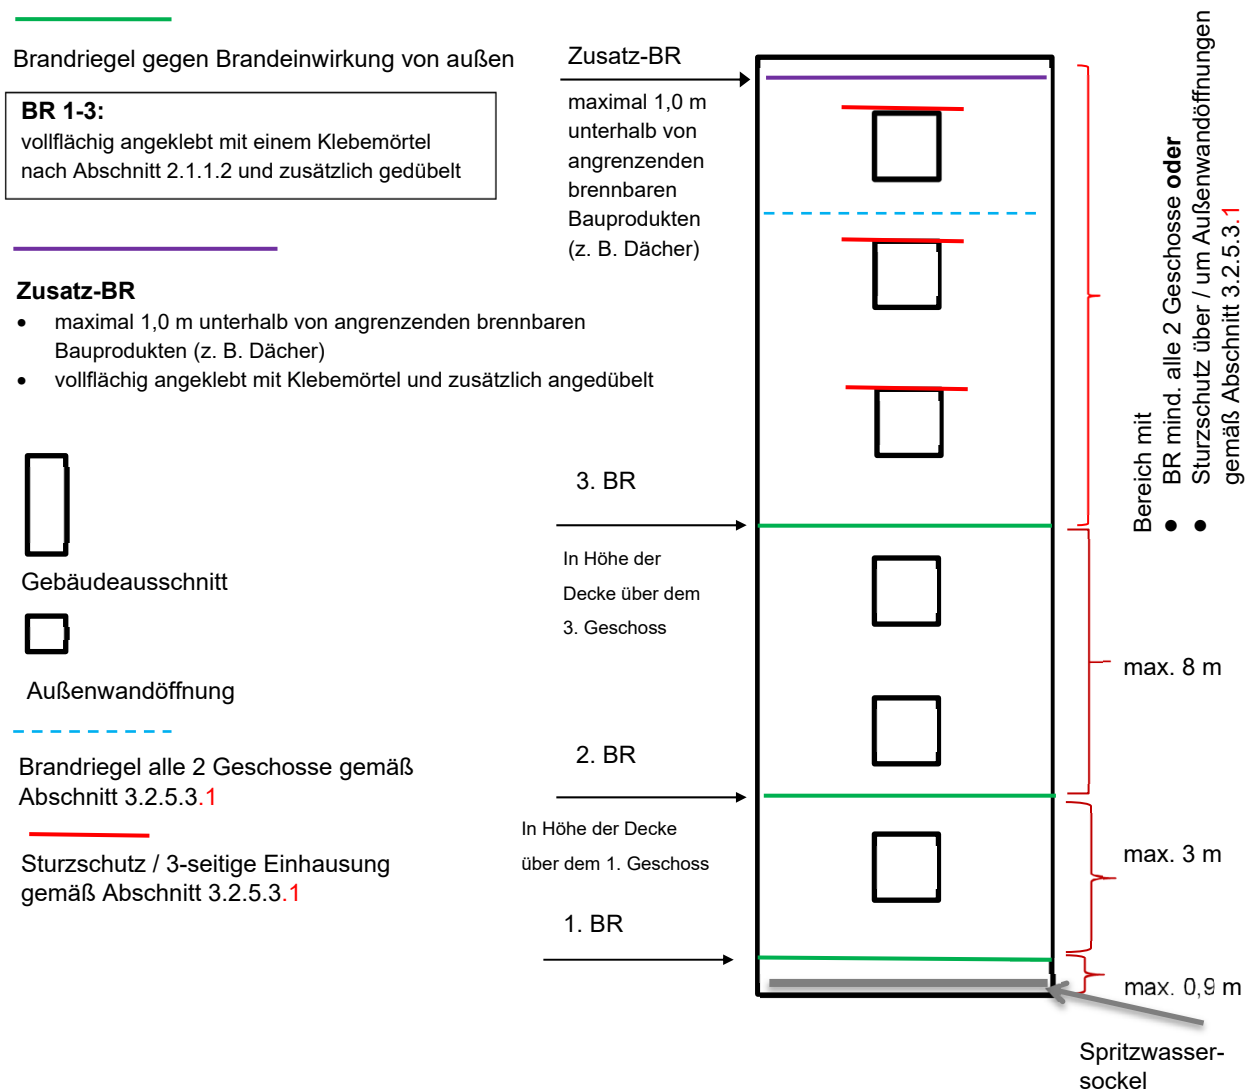 Brandriegel gegen Brandeinwirkung von außen
BR 1-3:
vollflächig angeklebt mit einem Klebemörtel
nach Abschnitt 2.1.1.2 und zusätzlich gedübelt
Zusatz-BR
• maximal 1,0 m unterhalb von angrenzenden brennbaren
Bauprodukten (z. B. Dächer)
• vollflächig angeklebt mit Klebemörtel und zusätzlich angedübelt
Gebäudeausschnitt
Außenwandöffnung
Brandriegel alle 2 Geschosse gemäß
Abschnitt 3.2.5.3.1
Sturzschutz / 3-seitige Einhausung
gemäß Abschnitt 3.2.5.3.1
Zusatz-BR
maximal 1,0 m
unterhalb von
angrenzenden
brennbaren
Bauprodukten
(z. B. Dächer)
3. BR
In Höhe der
Decke über dem
3. Geschoss
2. BR
In Höhe der Decke
über dem 1. Geschoss
1. BR
Bereich mit
• BR mind. alle 2 Geschosse oder
• Sturzschutz über / um Außenwandöffnungen
gemäß Abschnitt 3.2.5.3.1
max. 8 m
max. 3 m
max. 0,9 m
Spritzwasser-
sockel